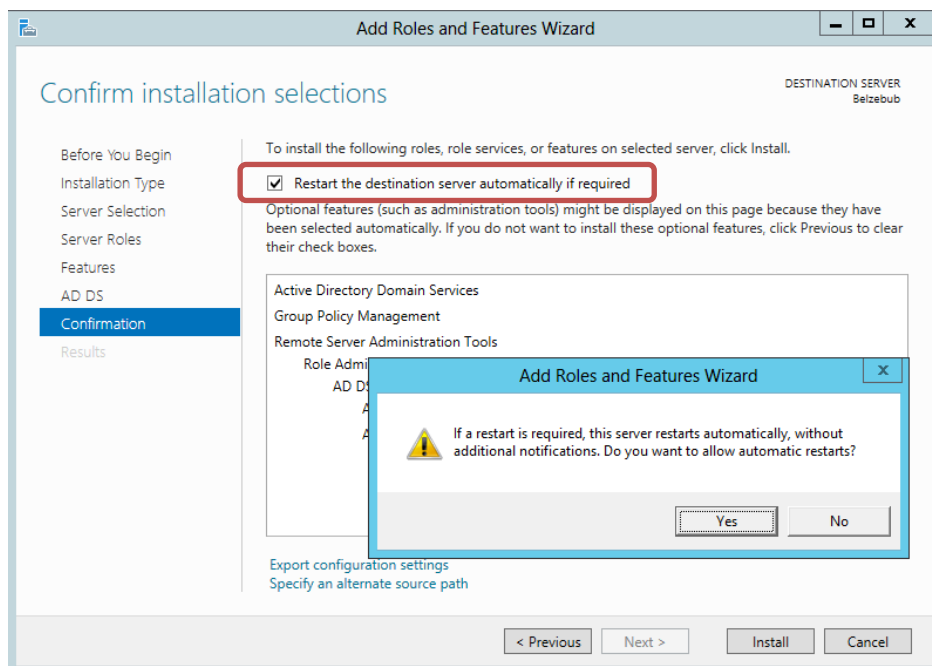 Add Roles and Features Wizard
Confirm installation selections
DESTINATION SERVER
Belzebub
Before You Begin
Installation Type
Server Selection
Server Roles
Features
AD DS
Confirmation
Results
To install the following roles, role services, or features on selected server, click Install.
Restart the destination server automatically if required
Optional features (such as administration tools) might be displayed on this page because they have
been selected automatically. If you do not want to install these optional features, click Previous to clear
their check boxes.
Active Directory Domain Services
Group Policy Management
Remote Server Administration Tools
Role Admi
AD DS
A
A
Add Roles and Features Wizard
If a restart is required, this server restarts automatically, without
additional notifications. Do you want to allow automatic restarts?
Yes
No
Export configuration settings
Specify an alternate source path
< Previous
Next >
Install
Cancel